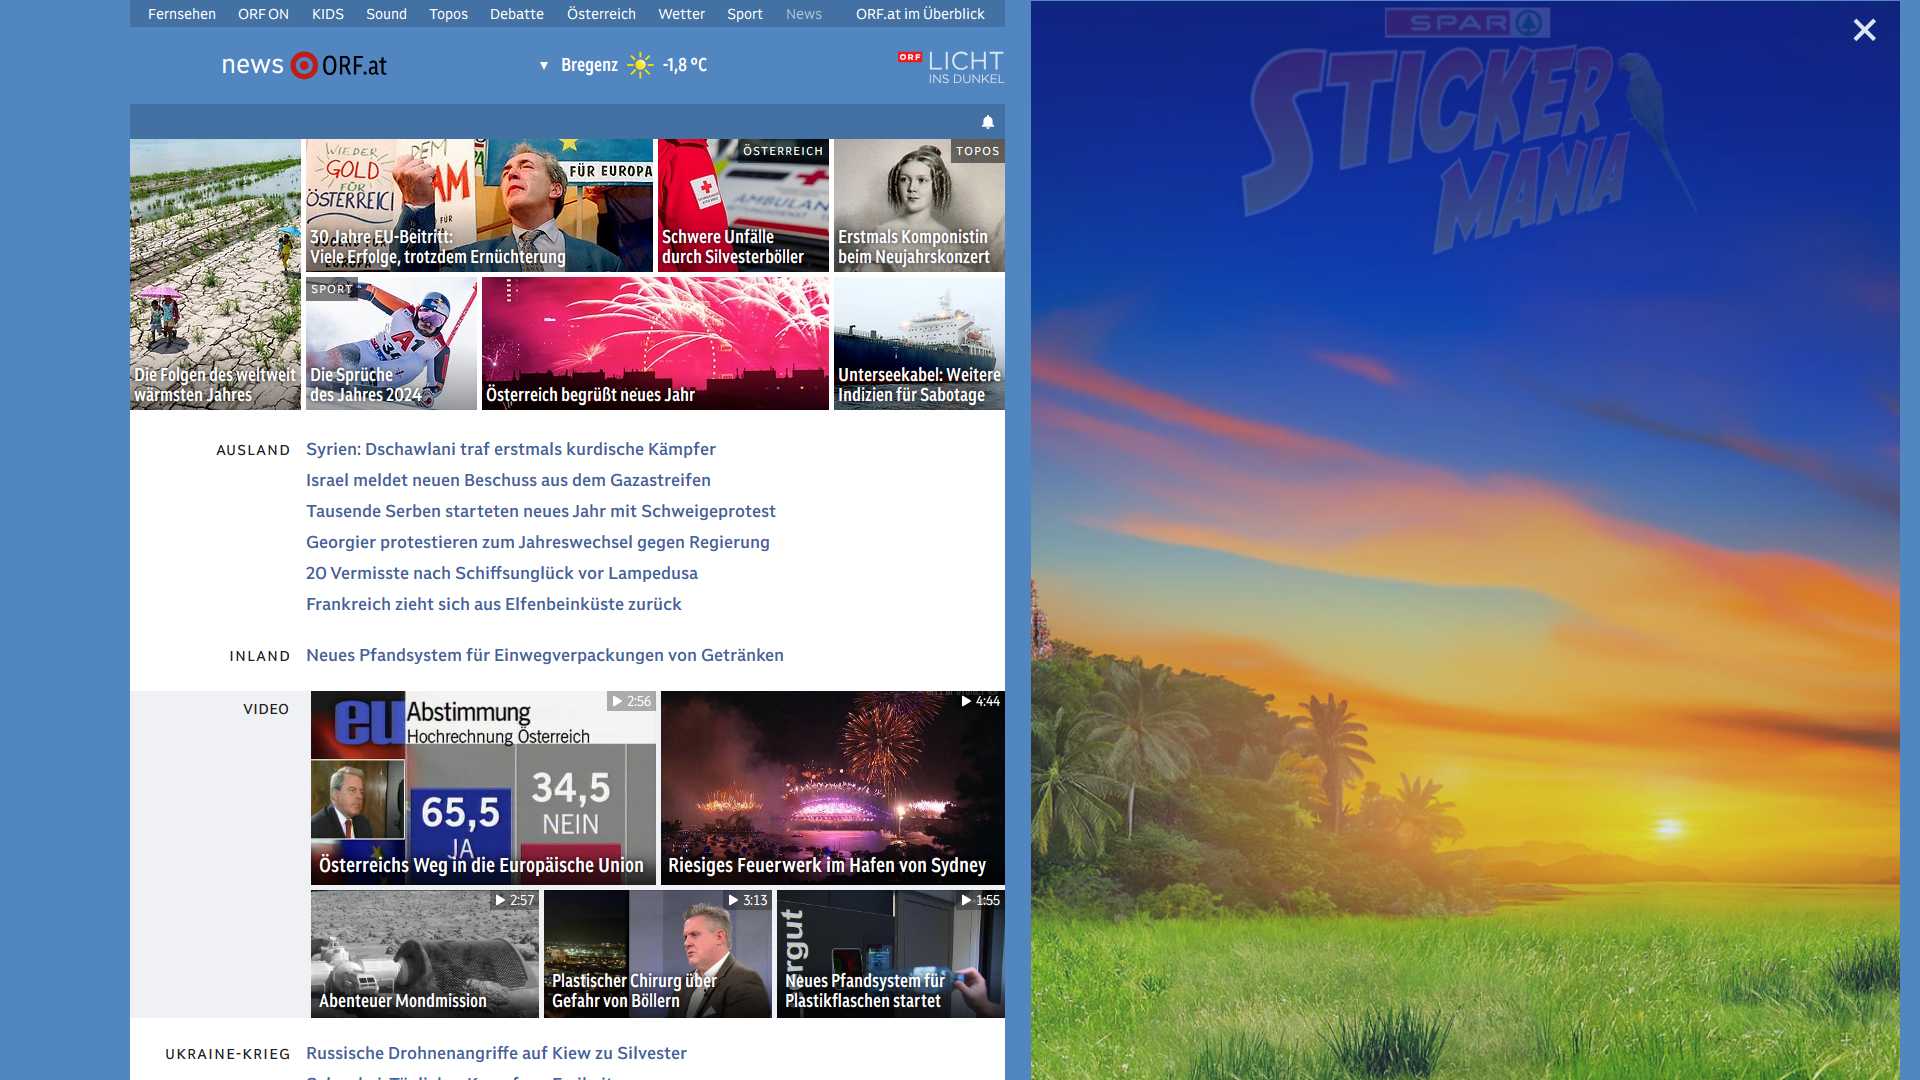 Fernsehen ORF ON KIDS Sound Topos Debatte Österreich Wetter Sport News ORF.at im Überblick
news ORF.at
▼ Bregenz -1,8 °C
ORF LICHT
INS DUNKEL
SPAR
STICKER
MANIA
Die Folgen des weltweit
wärmsten Jahres
WIEDER
GOLD
FÜR
ÖSTERREICH
DEM
FÜR EUROPA
30 Jahre EU-Beitritt:
Viele Erfolge, trotzdem Ernüchterung
ÖSTERREICH
AMBULAN
Schwere Unfälle
durch Silvesterböller
TOPOS
Erstmals Komponistin
beim Neujahrskonzert
SPORT
Die Sprüche
des Jahres 2024
Österreich begrüßt neues Jahr
Unterseekabel: Weitere
Indizien für Sabotage
AUSLAND
Syrien: Dschawlani traf erstmals kurdische Kämpfer
Israel meldet neuen Beschuss aus dem Gazastreifen
Tausende Serben starteten neues Jahr mit Schweigeprotest
Georgier protestieren zum Jahreswechsel gegen Regierung
20 Vermisste nach Schiffsunglück vor Lampedusa
Frankreich zieht sich aus Elfenbeinküste zurück
INLAND
Neues Pfandsystem für Einwegverpackungen von Getränken
VIDEO
2:56
eu Abstimmung
Hochrechnung Österreich
65,5
JA
34,5
NEIN
Österreichs Weg in die Europäische Union
4:44
Riesiges Feuerwerk im Hafen von Sydney
2:57
Abenteuer Mondmission
3:13
Plastischer Chirurg über
Gefahr von Böllern
1:55
ergut
Neues Pfandsystem für
Plastikflaschen startet
UKRAINE-KRIEG
Russische Drohnenangriffe auf Kiew zu Silvester